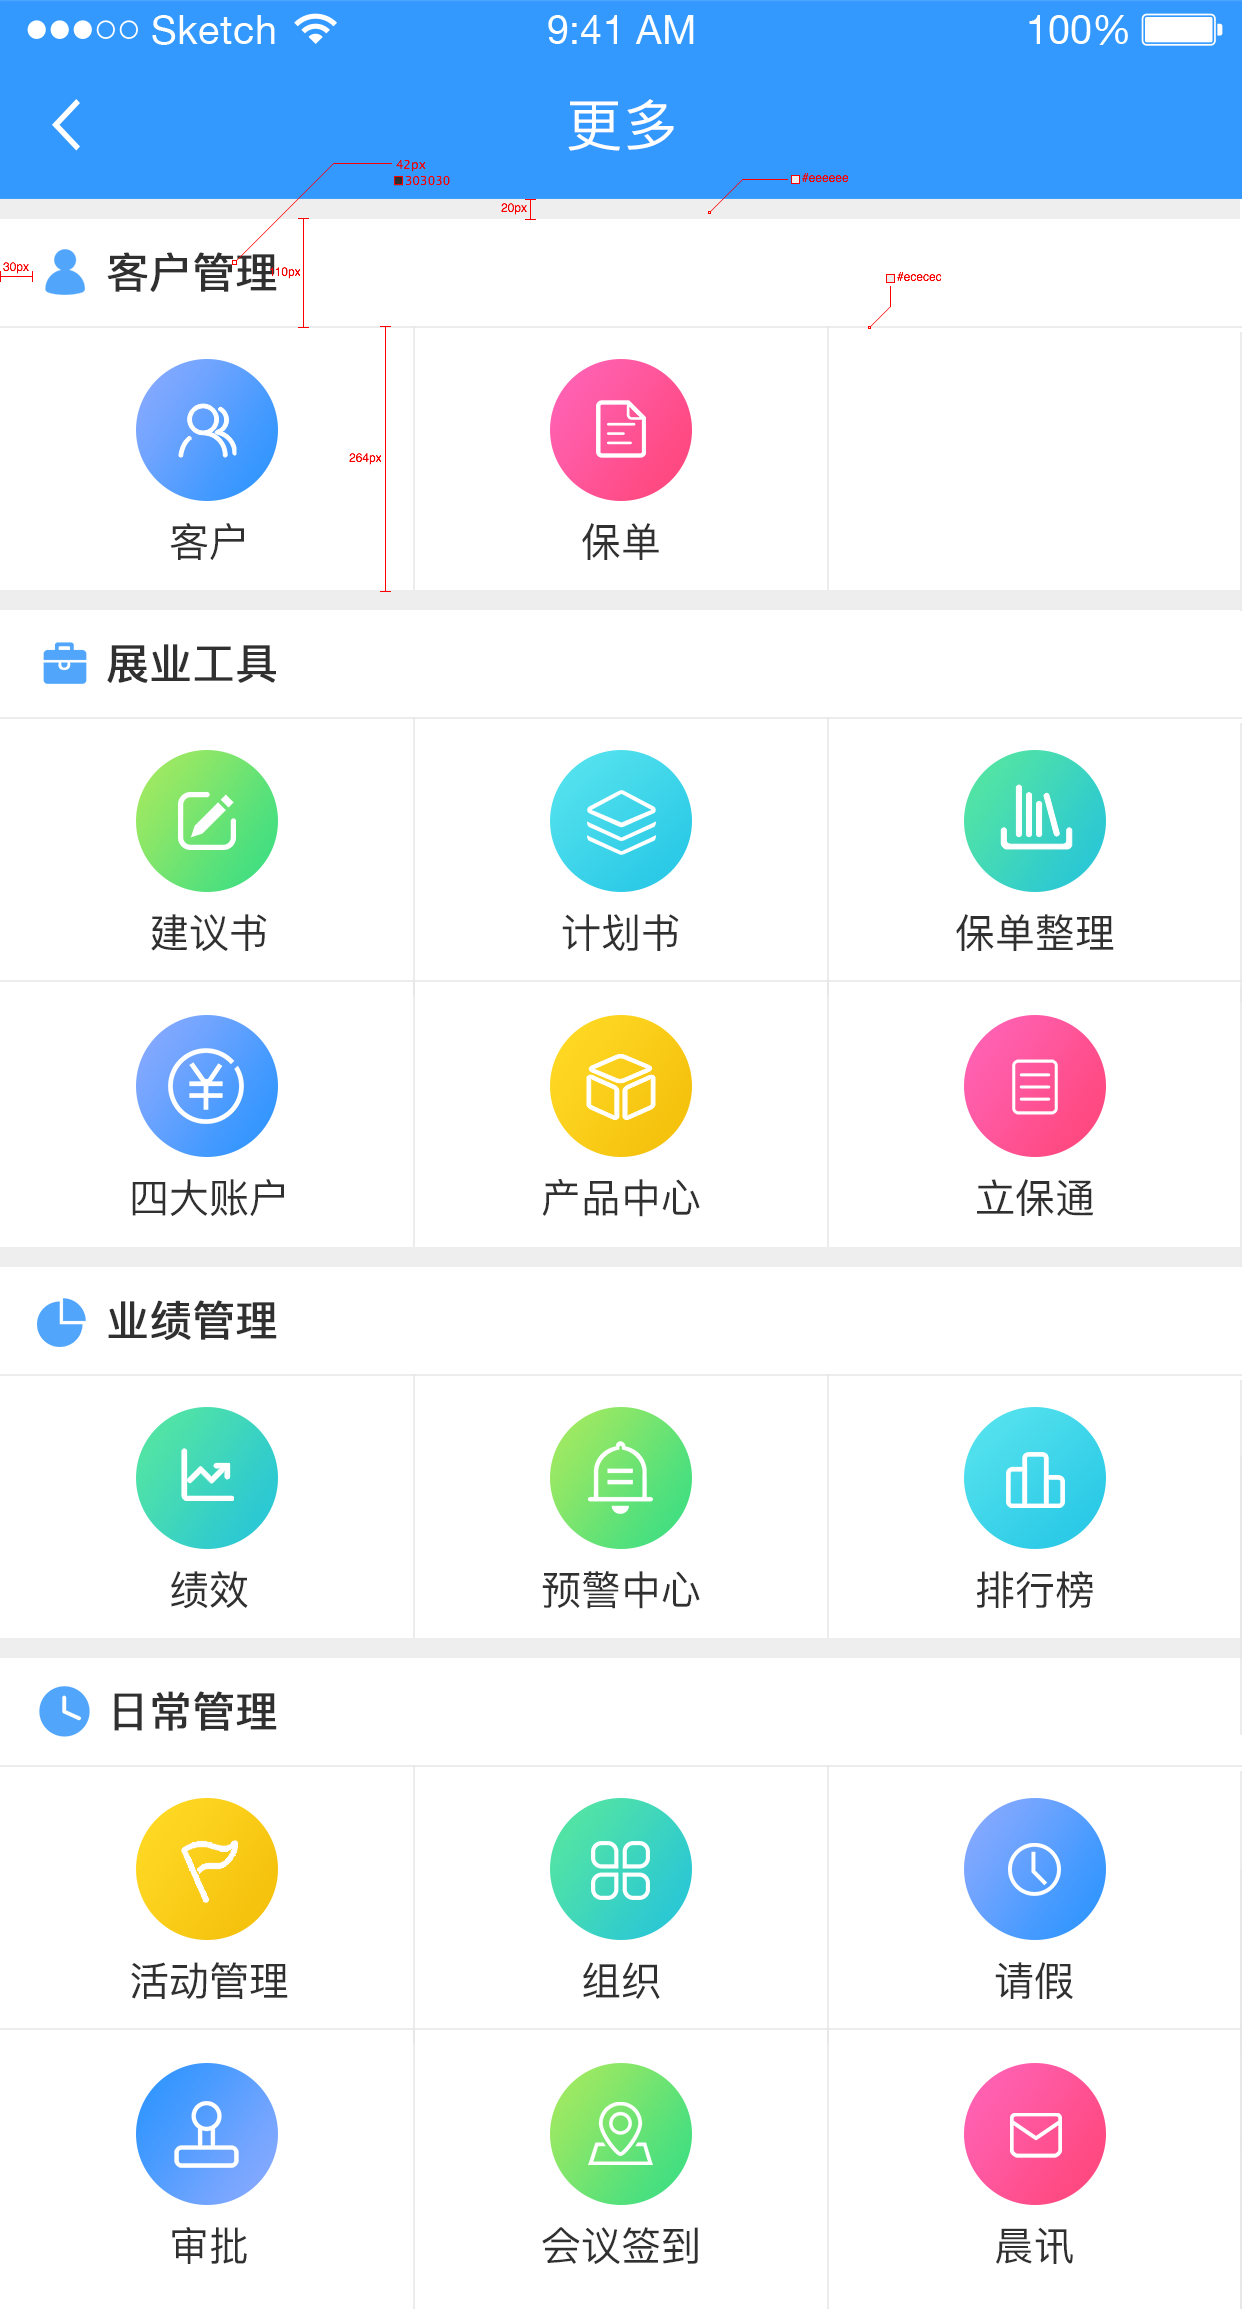 Sketch 9:41 AM 100%
更多
42px
303030
#eeeeee
20px
30px
客户管理
110px
#ececec
264px
客户 保单
展业工具
建议书 计划书 保单整理
四大账户 产品中心 立保通
业绩管理
绩效 预警中心 排行榜
日常管理
活动管理 组织 请假
审批 会议签到 晨讯